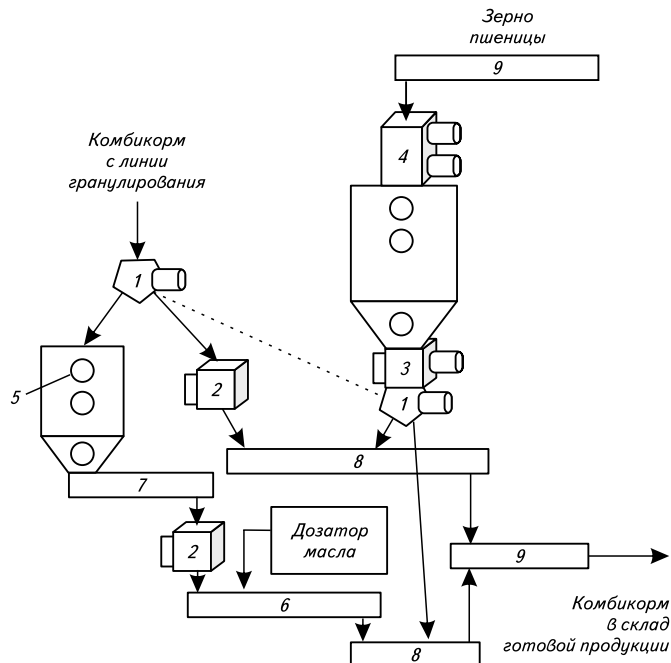 Зерно
пшеницы
9
Комбикорм
с линии
гранулирования
4
1
3
5
2
1
8
7
Дозатор
масла
2
9
6
Комбикорм
в склад
готовой продукции
8